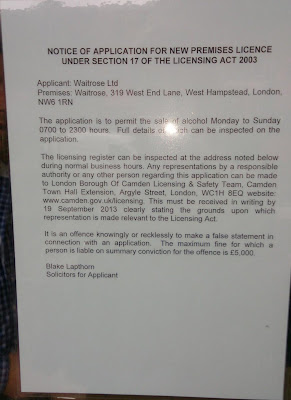 NOTICE OF APPLICATION FOR NEW PREMISES LICENCE
UNDER SECTION 17 OF THE LICENSING ACT 2003
Applicant: Waitrose Ltd
Premises: Waitrose, 319 West End Lane, West Hampstead, London,
NW6 1RN
The application is to permit the sale of alcohol Monday to Sunday
0700 to 2300 hours. Full details of which can be inspected on the
application.
The licensing register can be inspected at the address noted below
during normal business hours. Any representations by a responsible
authority or any other person regarding this application can be made
to London Borough Of Camden Licensing & Safety Team, Camden
Town Hall Extension, Argyle Street, London, WC1H 8EQ website:
www.camden.gov.uk/licensing. This must be received in writing by
19 September 2013 clearly stating the grounds upon which
representation is made relevant to the Licensing Act.
It is an offence knowingly or recklessly to make a false statement in
connection with an application. The maximum fine for which a
person is liable on summary conviction for the offence is £5,000.
Blake Lapthorn
Solicitors for Applicant